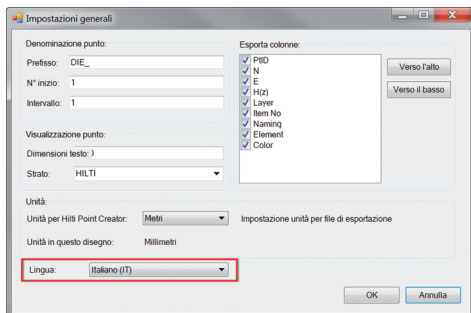 Impostazioni generali
Denominazione punto:
Prefisso: DIE_
N° inizio: 1
Intervallo: 1
Visualizzazione punto:
Dimensioni testo:
Strato: HILTI
Esporta colonne:
PtID
N
E
H(z)
Layer
Item No
Naming
Element
Color
Verso l'alto
Verso il basso
Unità:
Unità per Hilti Point Creator: Metri Impostazione unità per file di esportazione
Unità in questo disegno: Millimetri
Lingua: Italiano (IT)
OK Annulla